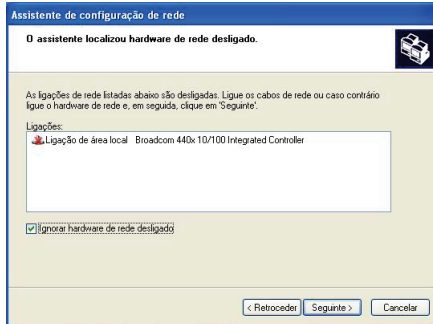 Assistente de configuração de rede
O assistente localizou hardware de rede desligado.
As ligações de rede listadas abaixo são desligadas. Ligue os cabos de rede ou caso contrário
ligue o hardware de rede e, em seguida, clique em 'Seguinte'.
Ligações:
Ligação de área local Broadcom 440x 10/100 Integrated Controller
Ignorar hardware de rede desligado
< Retroceder Seguinte > Cancelar